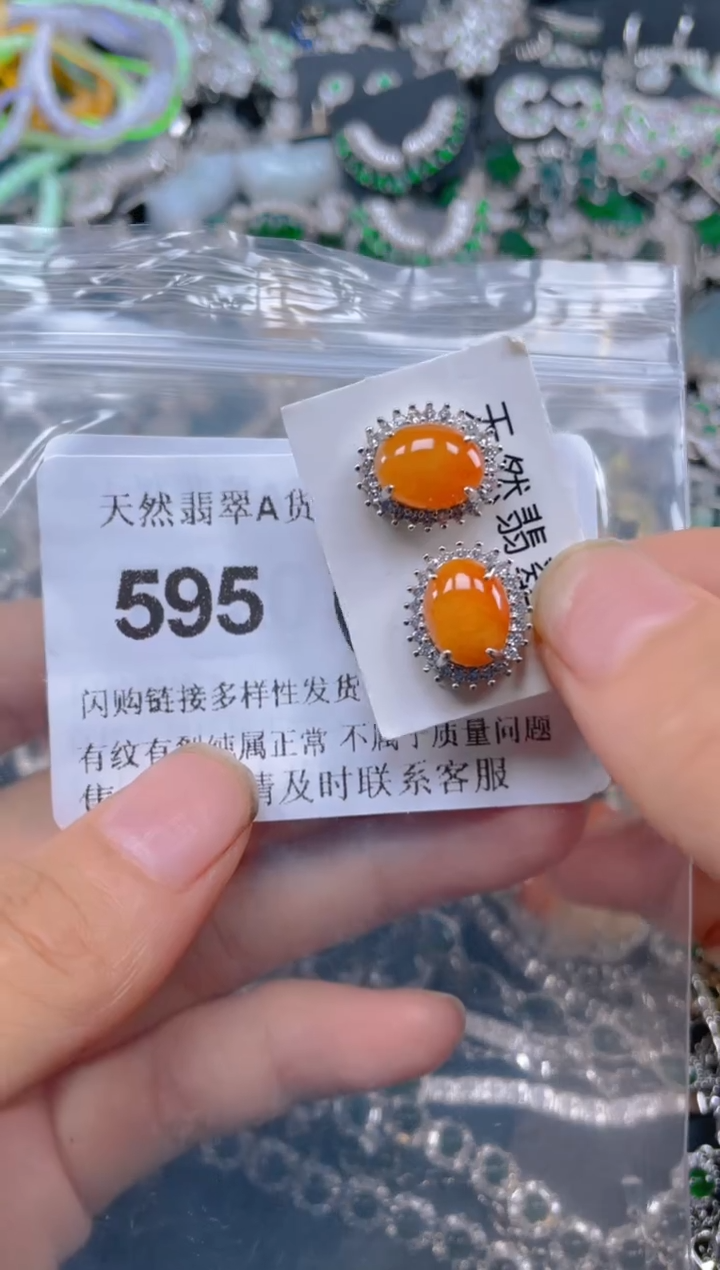 天然翡翠A货
595
闪购链接多样性发货
有纹有裂纯属正常 不属于质量问题
售 请及时联系客服
天然翡翠